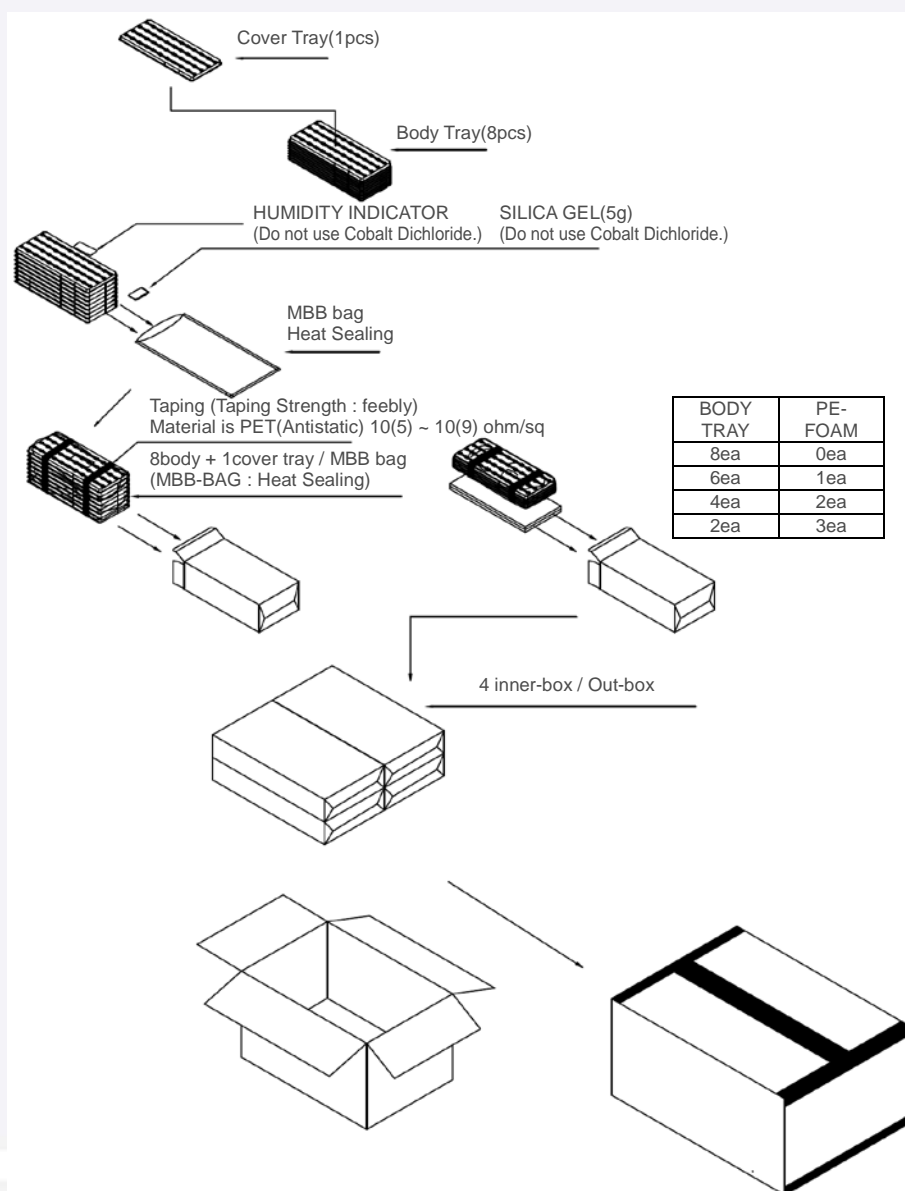 Cover Tray(1pcs)
Body Tray(8pcs)
HUMIDITY INDICATOR
(Do not use Cobalt Dichloride.)
SILICA GEL(5g)
(Do not use Cobalt Dichloride.)
MBB bag
Heat Sealing
Taping (Taping Strength : feebly)
Material is PET(Antistatic) 10(5) ~ 10(9) ohm/sq
8body + 1cover tray / MBB bag
(MBB-BAG : Heat Sealing)
BODY
TRAY
PE-
FOAM
8ea 0ea
6ea 1ea
4ea 2ea
2ea 3ea
4 inner-box / Out-box